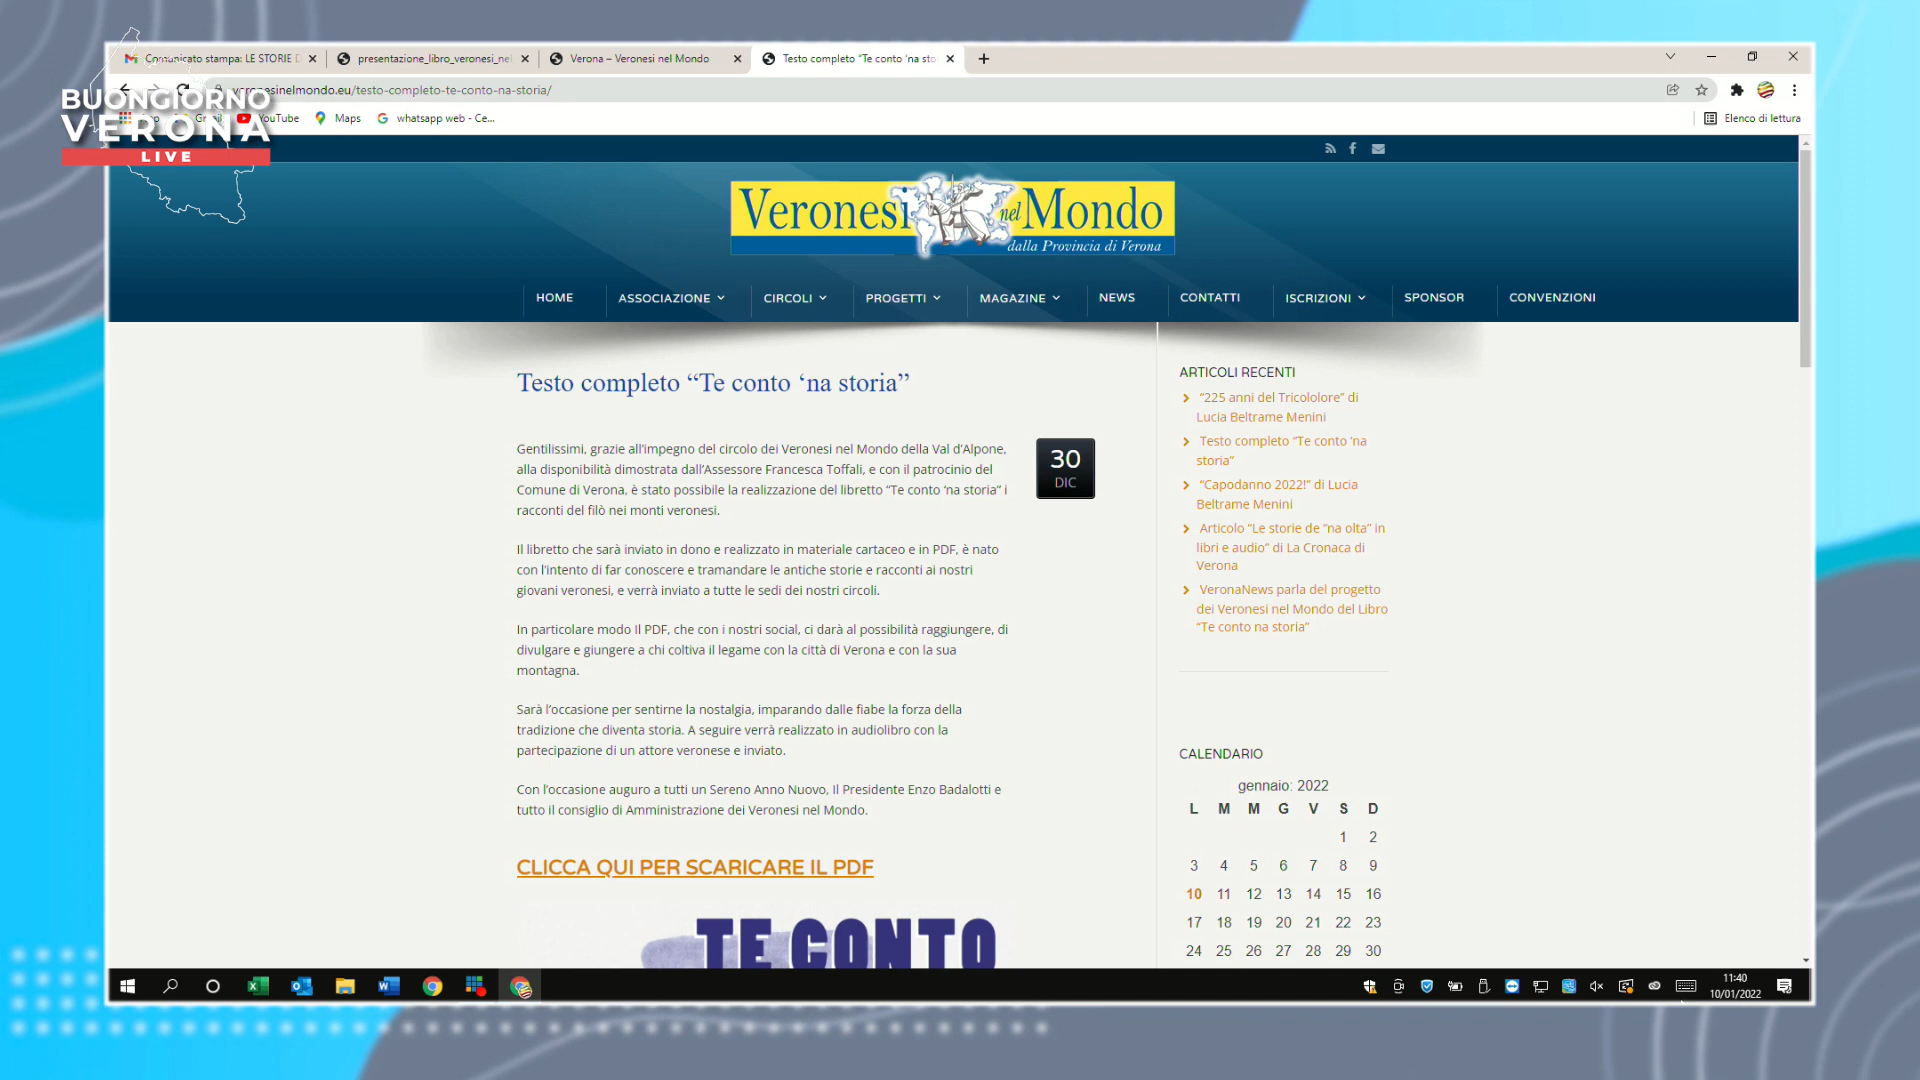 Comunicato stampa: LE STORIE D
presentazione_libro_veronesi_nel
Verona – Veronesi nel Mondo
Testo completo “Te conto ‘na sto
BUONGIORNO
VERONA
LIVE
veronesinelmondo.eu/testo-completo-te-conto-na-storia/
App
Gmail
YouTube
Maps
whatsapp web - Ce...
Elenco di lettura
Veronesi nel Mondo
dalla Provincia di Verona
HOME
ASSOCIAZIONE
CIRCOLI
PROGETTI
MAGAZINE
NEWS
CONTATTI
ISCRIZIONI
SPONSOR
CONVENZIONI
Testo completo “Te conto ‘na storia”
Gentilissimi, grazie all’impegno del circolo dei Veronesi nel Mondo della Val d’Alpone,
alla disponibilità dimostrata dall’Assessore Francesca Toffali, e con il patrocinio del
Comune di Verona, è stato possibile la realizzazione del libretto “Te conto ‘na storia” i
racconti del filò nei monti veronesi.
30
DIC
Il libretto che sarà inviato in dono e realizzato in materiale cartaceo e in PDF, è nato
con l’intento di far conoscere e tramandare le antiche storie e racconti ai nostri
giovani veronesi, e verrà inviato a tutte le sedi dei nostri circoli.
In particolare modo Il PDF, che con i nostri social, ci darà al possibilità raggiungere, di
divulgare e giungere a chi coltiva il legame con la città di Verona e con la sua
montagna.
Sarà l’occasione per sentirne la nostalgia, imparando dalle fiabe la forza della
tradizione che diventa storia. A seguire verrà realizzato in audiolibro con la
partecipazione di un attore veronese e inviato.
Con l’occasione auguro a tutti un Sereno Anno Nuovo, Il Presidente Enzo Badalotti e
tutto il consiglio di Amministrazione dei Veronesi nel Mondo.
CLICCA QUI PER SCARICARE IL PDF
TE CONTO
ARTICOLI RECENTI
“225 anni del Tricololore” di
Lucia Beltrame Menini
Testo completo “Te conto ‘na
storia”
“Capodanno 2022!” di Lucia
Beltrame Menini
Articolo “Le storie de “na olta” in
libri e audio” di La Cronaca di
Verona
VeronaNews parla del progetto
dei Veronesi nel Mondo del Libro
“Te conto na storia”
CALENDARIO
gennaio: 2022
L M M G V S D
1 2
3 4 5 6 7 8 9
10 11 12 13 14 15 16
17 18 19 20 21 22 23
24 25 26 27 28 29 30
11:40
10/01/2022